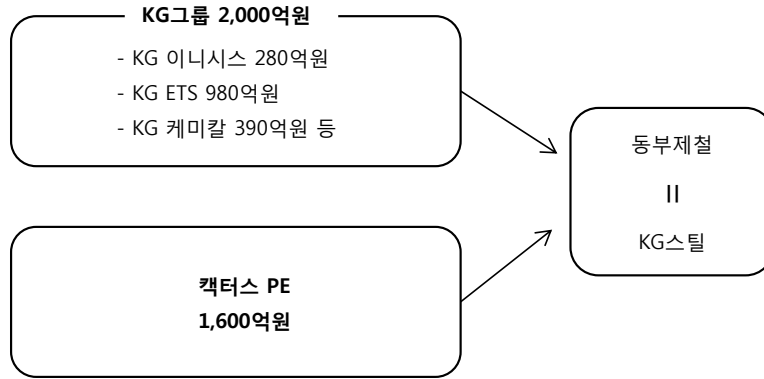 KG그룹 2,000억원
- KG 이니시스 280억원
- KG ETS 980억원
- KG 케미칼 390억원 등
동부제철
=
KG스틸
캑터스 PE
1,600억원